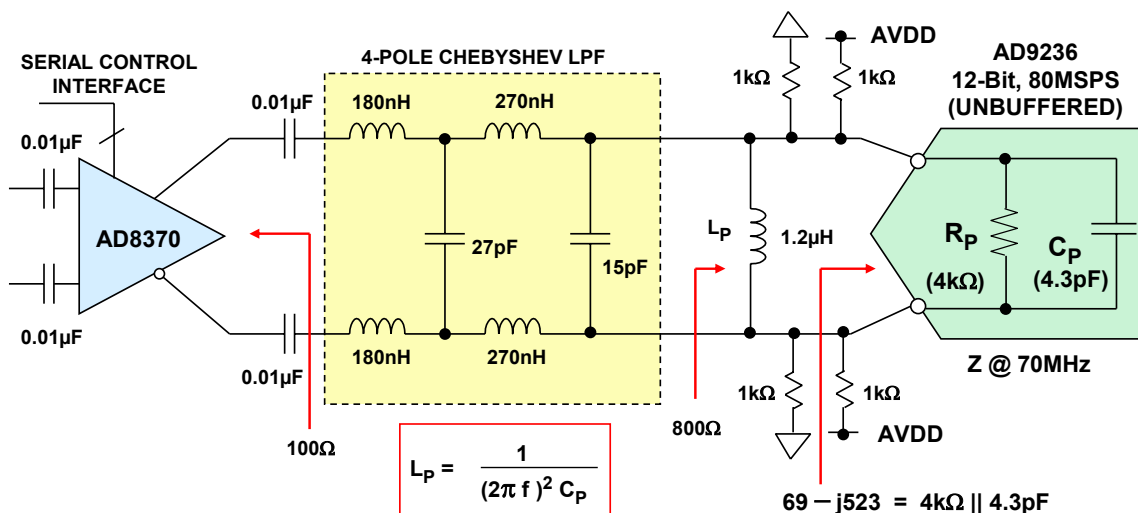 SERIAL CONTROL
INTERFACE
4-POLE CHEBYSHEV LPF
AVDD
AD9236
12-Bit, 80MSPS
(UNBUFFERED)
1kΩ
1kΩ
0.01µF
180nH
270nH
0.01µF
AD8370
27pF
15pF
LP
1.2µH
RP
(4kΩ)
CP
(4.3pF)
0.01µF
0.01µF
180nH
270nH
Z @ 70MHz
1kΩ
1kΩ
100Ω
800Ω
AVDD
LP = 1 / (2π f )² CP
69 – j523 = 4kΩ || 4.3pF